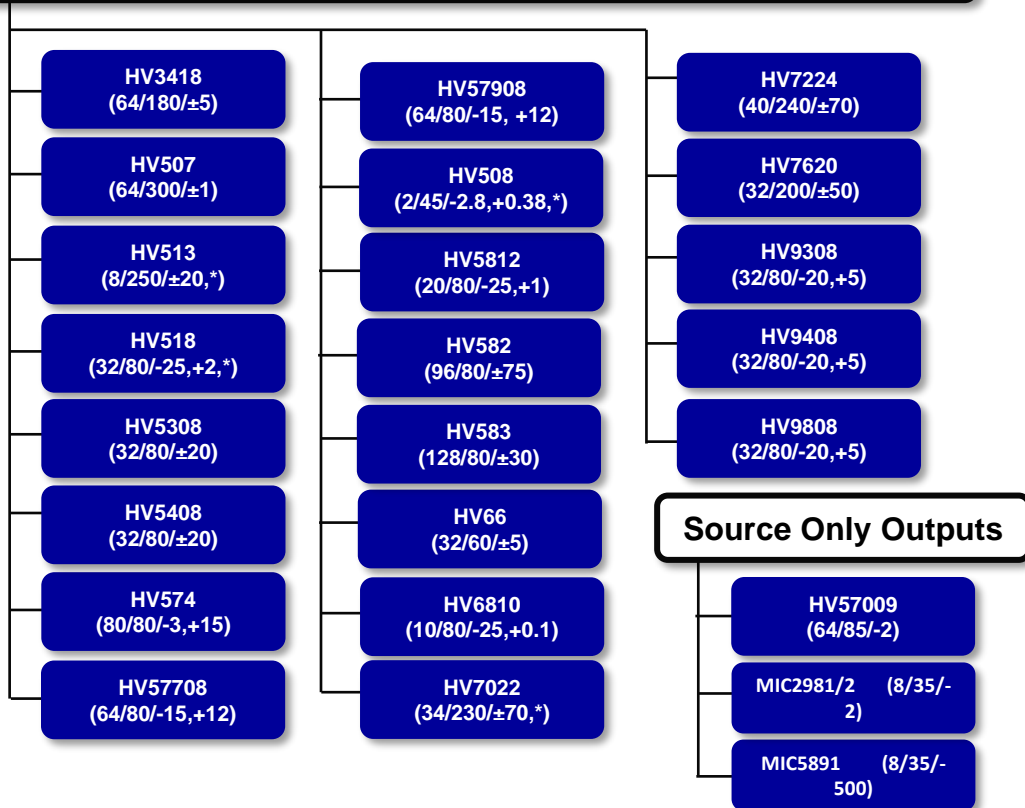 HV3418
(64/180/±5)
HV507
(64/300/±1)
HV513
(8/250/±20,*)
HV518
(32/80/-25,+2,*)
HV5308
(32/80/±20)
HV5408
(32/80/±20)
HV574
(80/80/-3,+15)
HV57708
(64/80/-15,+12)
HV57908
(64/80/-15, +12)
HV508
(2/45/-2.8,+0.38,*)
HV5812
(20/80/-25,+1)
HV582
(96/80/±75)
HV583
(128/80/±30)
HV66
(32/60/±5)
HV6810
(10/80/-25,+0.1)
HV7022
(34/230/±70,*)
HV7224
(40/240/±70)
HV7620
(32/200/±50)
HV9308
(32/80/-20,+5)
HV9408
(32/80/-20,+5)
HV9808
(32/80/-20,+5)
Source Only Outputs
HV57009
(64/85/-2)
MIC2981/2 (8/35/-
2)
MIC5891 (8/35/-
500)